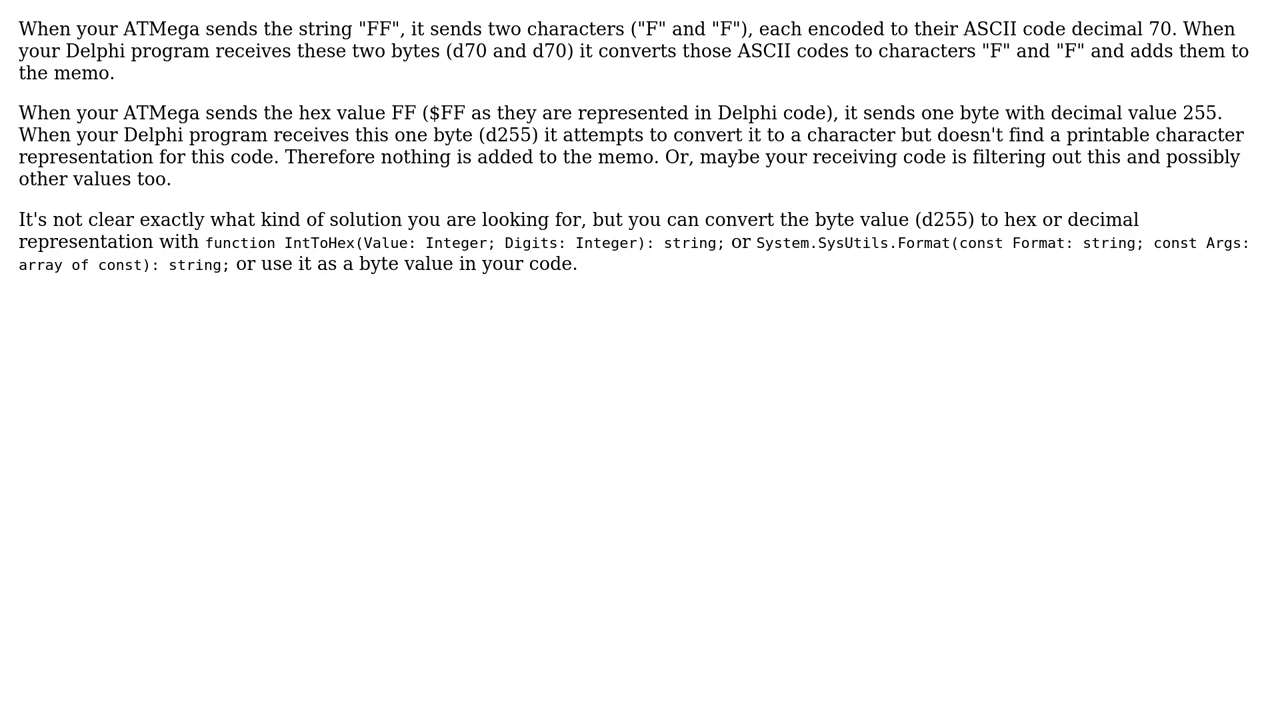 When your ATMega sends the string "FF", it sends two characters ("F" and "F"), each encoded to their ASCII code decimal 70. When
your Delphi program receives these two bytes (d70 and d70) it converts those ASCII codes to characters "F" and "F" and adds them to
the memo.
When your ATMega sends the hex value FF ($FF as they are represented in Delphi code), it sends one byte with decimal value 255.
When your Delphi program receives this one byte (d255) it attempts to convert it to a character but doesn't find a printable character
representation for this code. Therefore nothing is added to the memo. Or, maybe your receiving code is filtering out this and possibly
other values too.
It's not clear exactly what kind of solution you are looking for, but you can convert the byte value (d255) to hex or decimal
representation with function IntToHex(Value: Integer; Digits: Integer): string; or System.SysUtils.Format(const Format: string; const Args:
array of const): string; or use it as a byte value in your code.